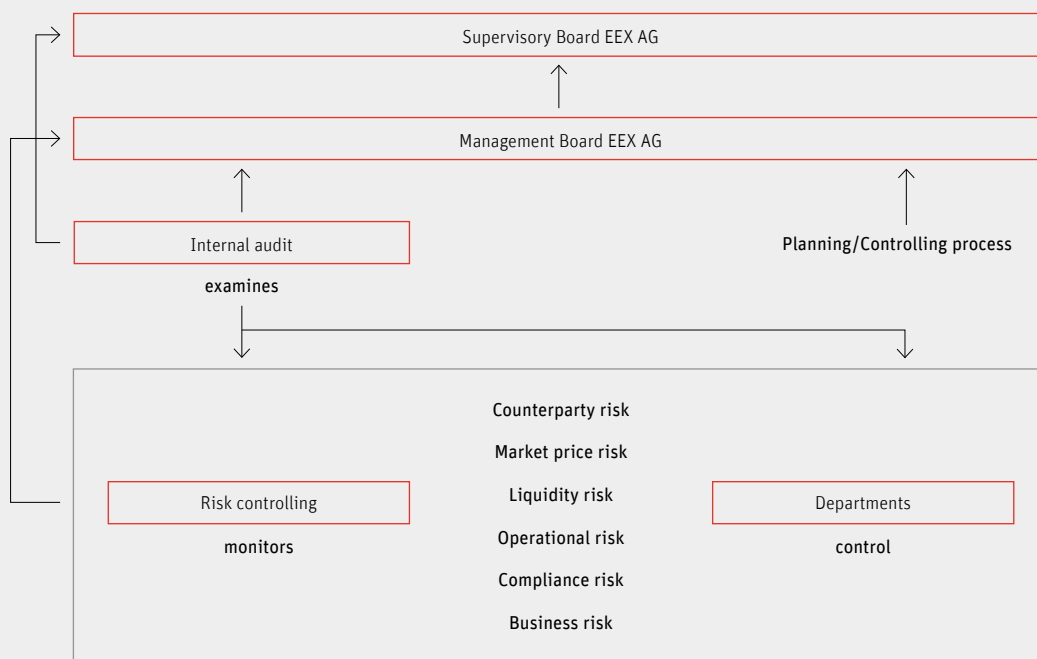 Supervisory Board EEX AG
Management Board EEX AG
Internal audit
Planning/Controlling process
examines
Counterparty risk
Market price risk
Liquidity risk
Risk controlling
Departments
Operational risk
monitors
control
Compliance risk
Business risk